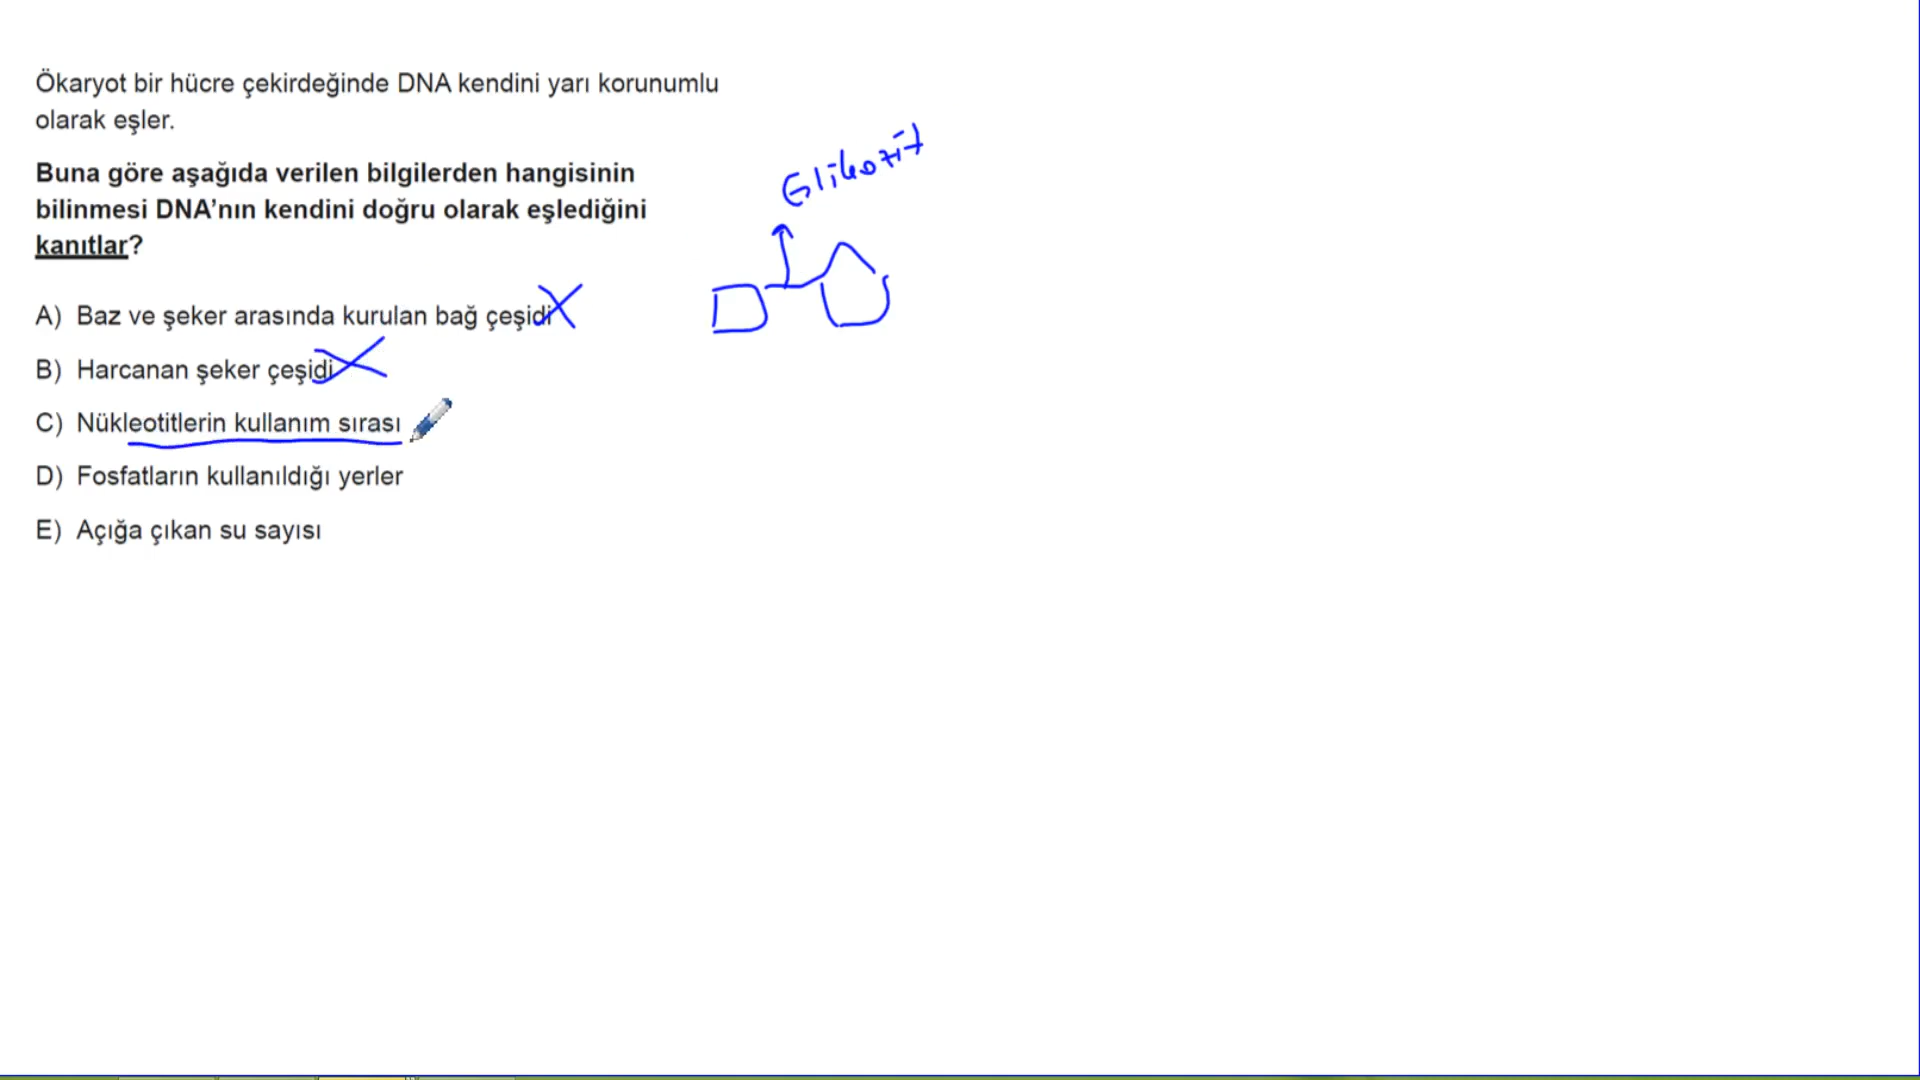 Ökaryot bir hücre çekirdeğinde DNA kendini yarı korunumlu
olarak eşler.
Buna göre aşağıda verilen bilgilerden hangisinin
bilinmesi DNA’nın kendini doğru olarak eşlediğini
kanıtlar?
A) Baz ve şeker arasında kurulan bağ çeşidi
B) Harcanan şeker çeşidi
C) Nükleotitlerin kullanım sırası
D) Fosfatların kullanıldığı yerler
E) Açığa çıkan su sayısı
Glikozit